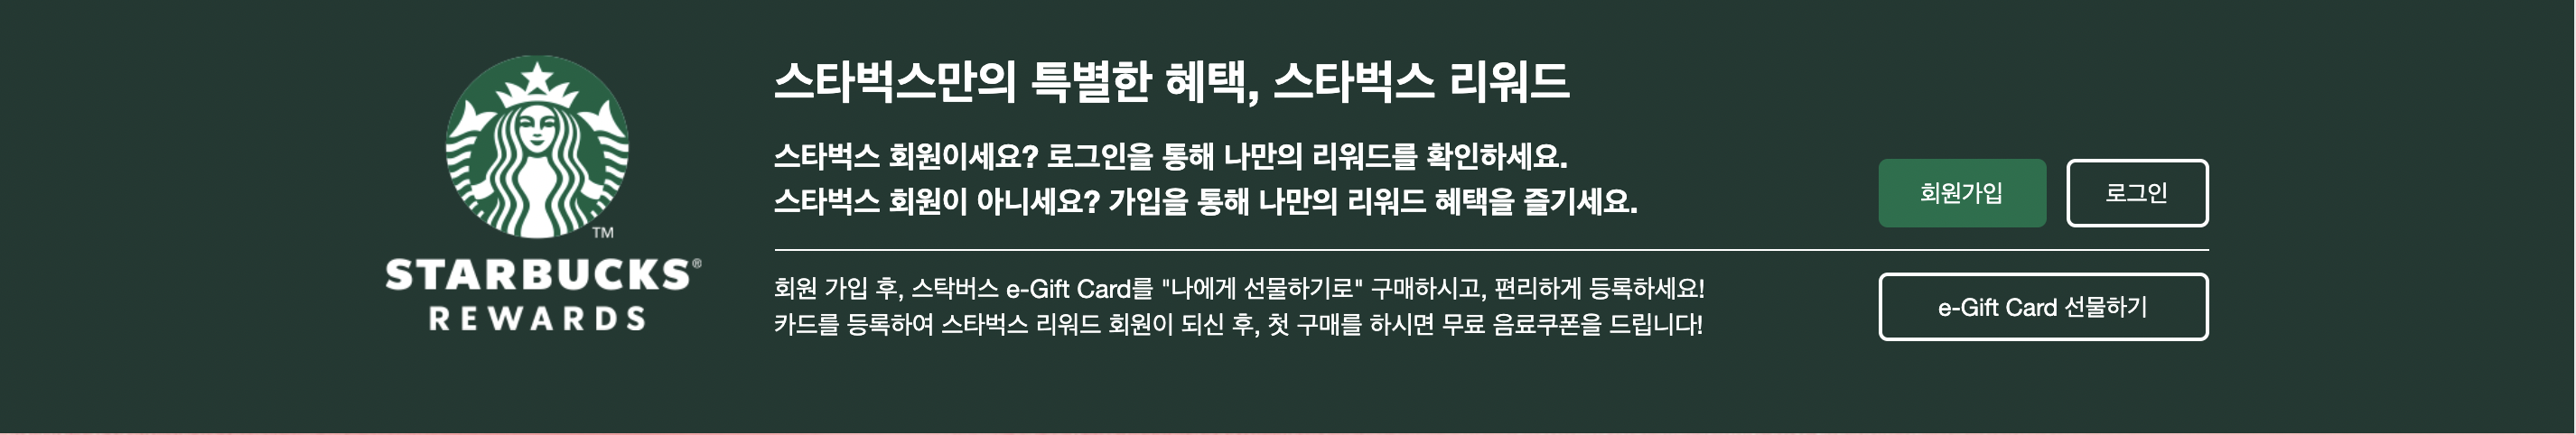 스타벅스만의 특별한 혜택, 스타벅스 리워드
스타벅스 회원이세요? 로그인을 통해 나만의 리워드를 확인하세요.
스타벅스 회원이 아니세요? 가입을 통해 나만의 리워드 혜택을 즐기세요.
회원가입
로그인
TM
STARBUCKS®
REWARDS
회원 가입 후, 스탁버스 e-Gift Card를 "나에게 선물하기로" 구매하시고, 편리하게 등록하세요!
카드를 등록하여 스타벅스 리워드 회원이 되신 후, 첫 구매를 하시면 무료 음료쿠폰을 드립니다!
e-Gift Card 선물하기